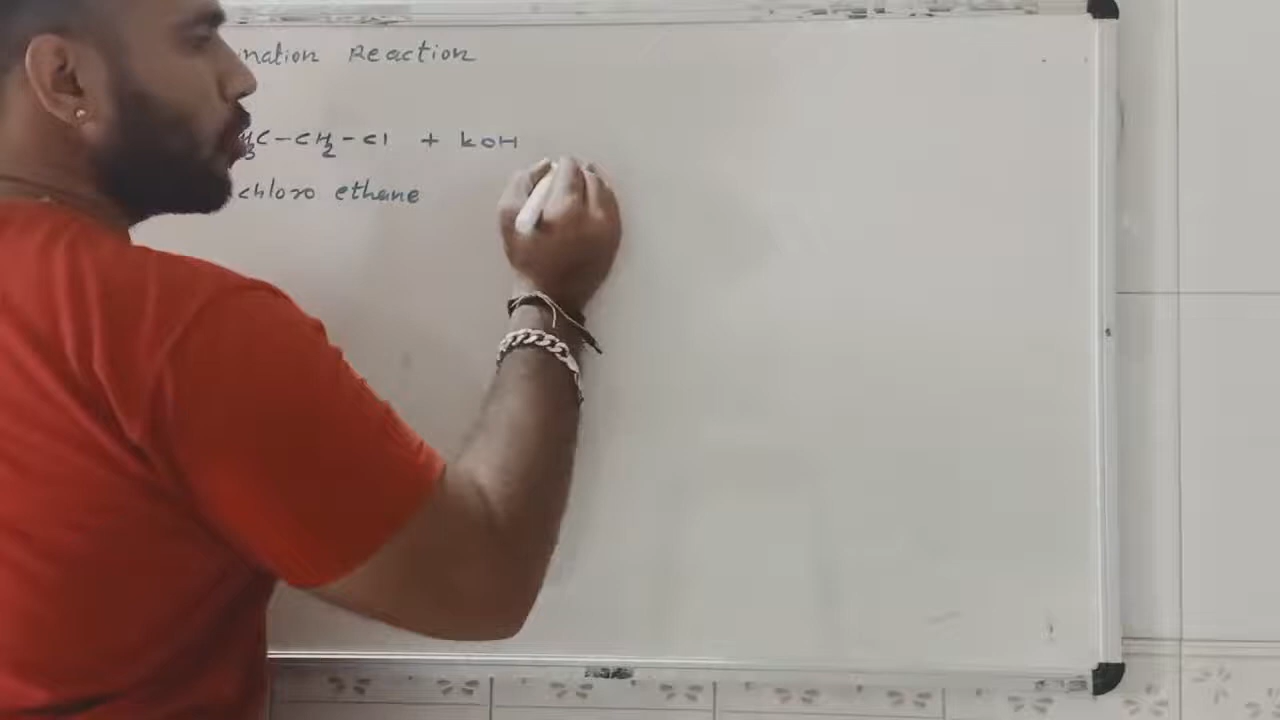 nation Reaction
H3C-CH2-Cl + KOH
chloro ethane